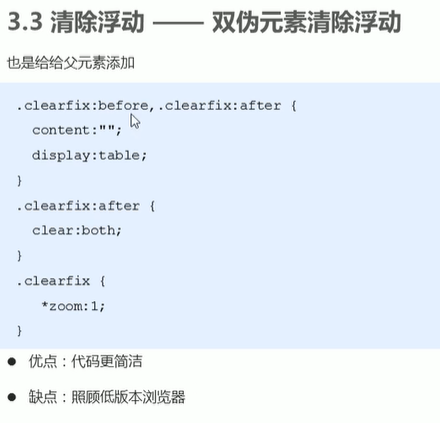 3.3 清除浮动 —— 双伪元素清除浮动
也是给给父元素添加
.clearfix:before,.clearfix:after {
content:"";
display:table;
}
.clearfix:after {
clear:both;
}
.clearfix {
*zoom:1;
}
● 优点：代码更简洁
● 缺点：照顾低版本浏览器